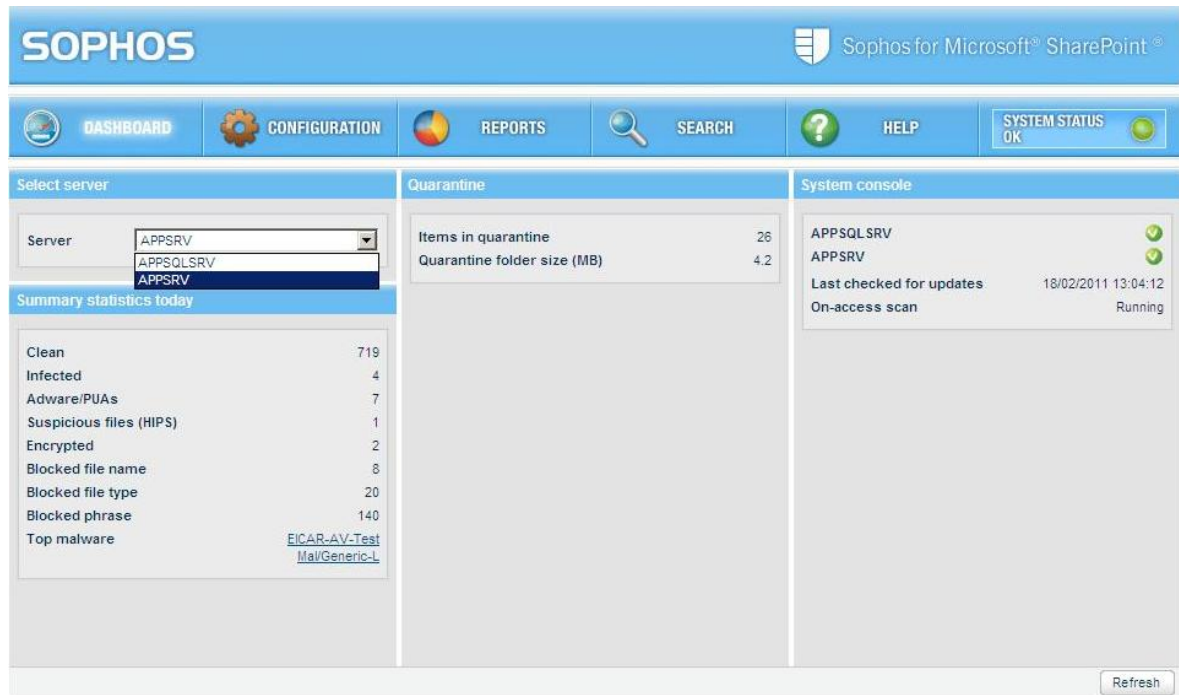 SOPHOS
Sophos for Microsoft® SharePoint®
DASHBOARD
CONFIGURATION
REPORTS
SEARCH
HELP
SYSTEM STATUS
OK
Select server
Server APPSRV
APPSQLSRV
APPSRV
Summary statistics today
Clean 719
Infected 4
Adware/PUAs 7
Suspicious files (HIPS) 1
Encrypted 2
Blocked file name 8
Blocked file type 20
Blocked phrase 140
Top malware EICAR-AV-Test
Mal/Generic-L
Quarantine
Items in quarantine 26
Quarantine folder size (MB) 4.2
System console
APPSQLSRV
APPSRV
Last checked for updates 18/02/2011 13:04:12
On-access scan Running
Refresh